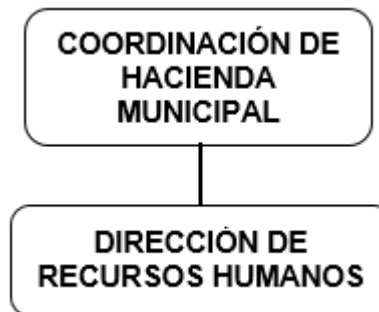 COORDINACIÓN DE
HACIENDA
MUNICIPAL
DIRECCIÓN DE
RECURSOS HUMANOS